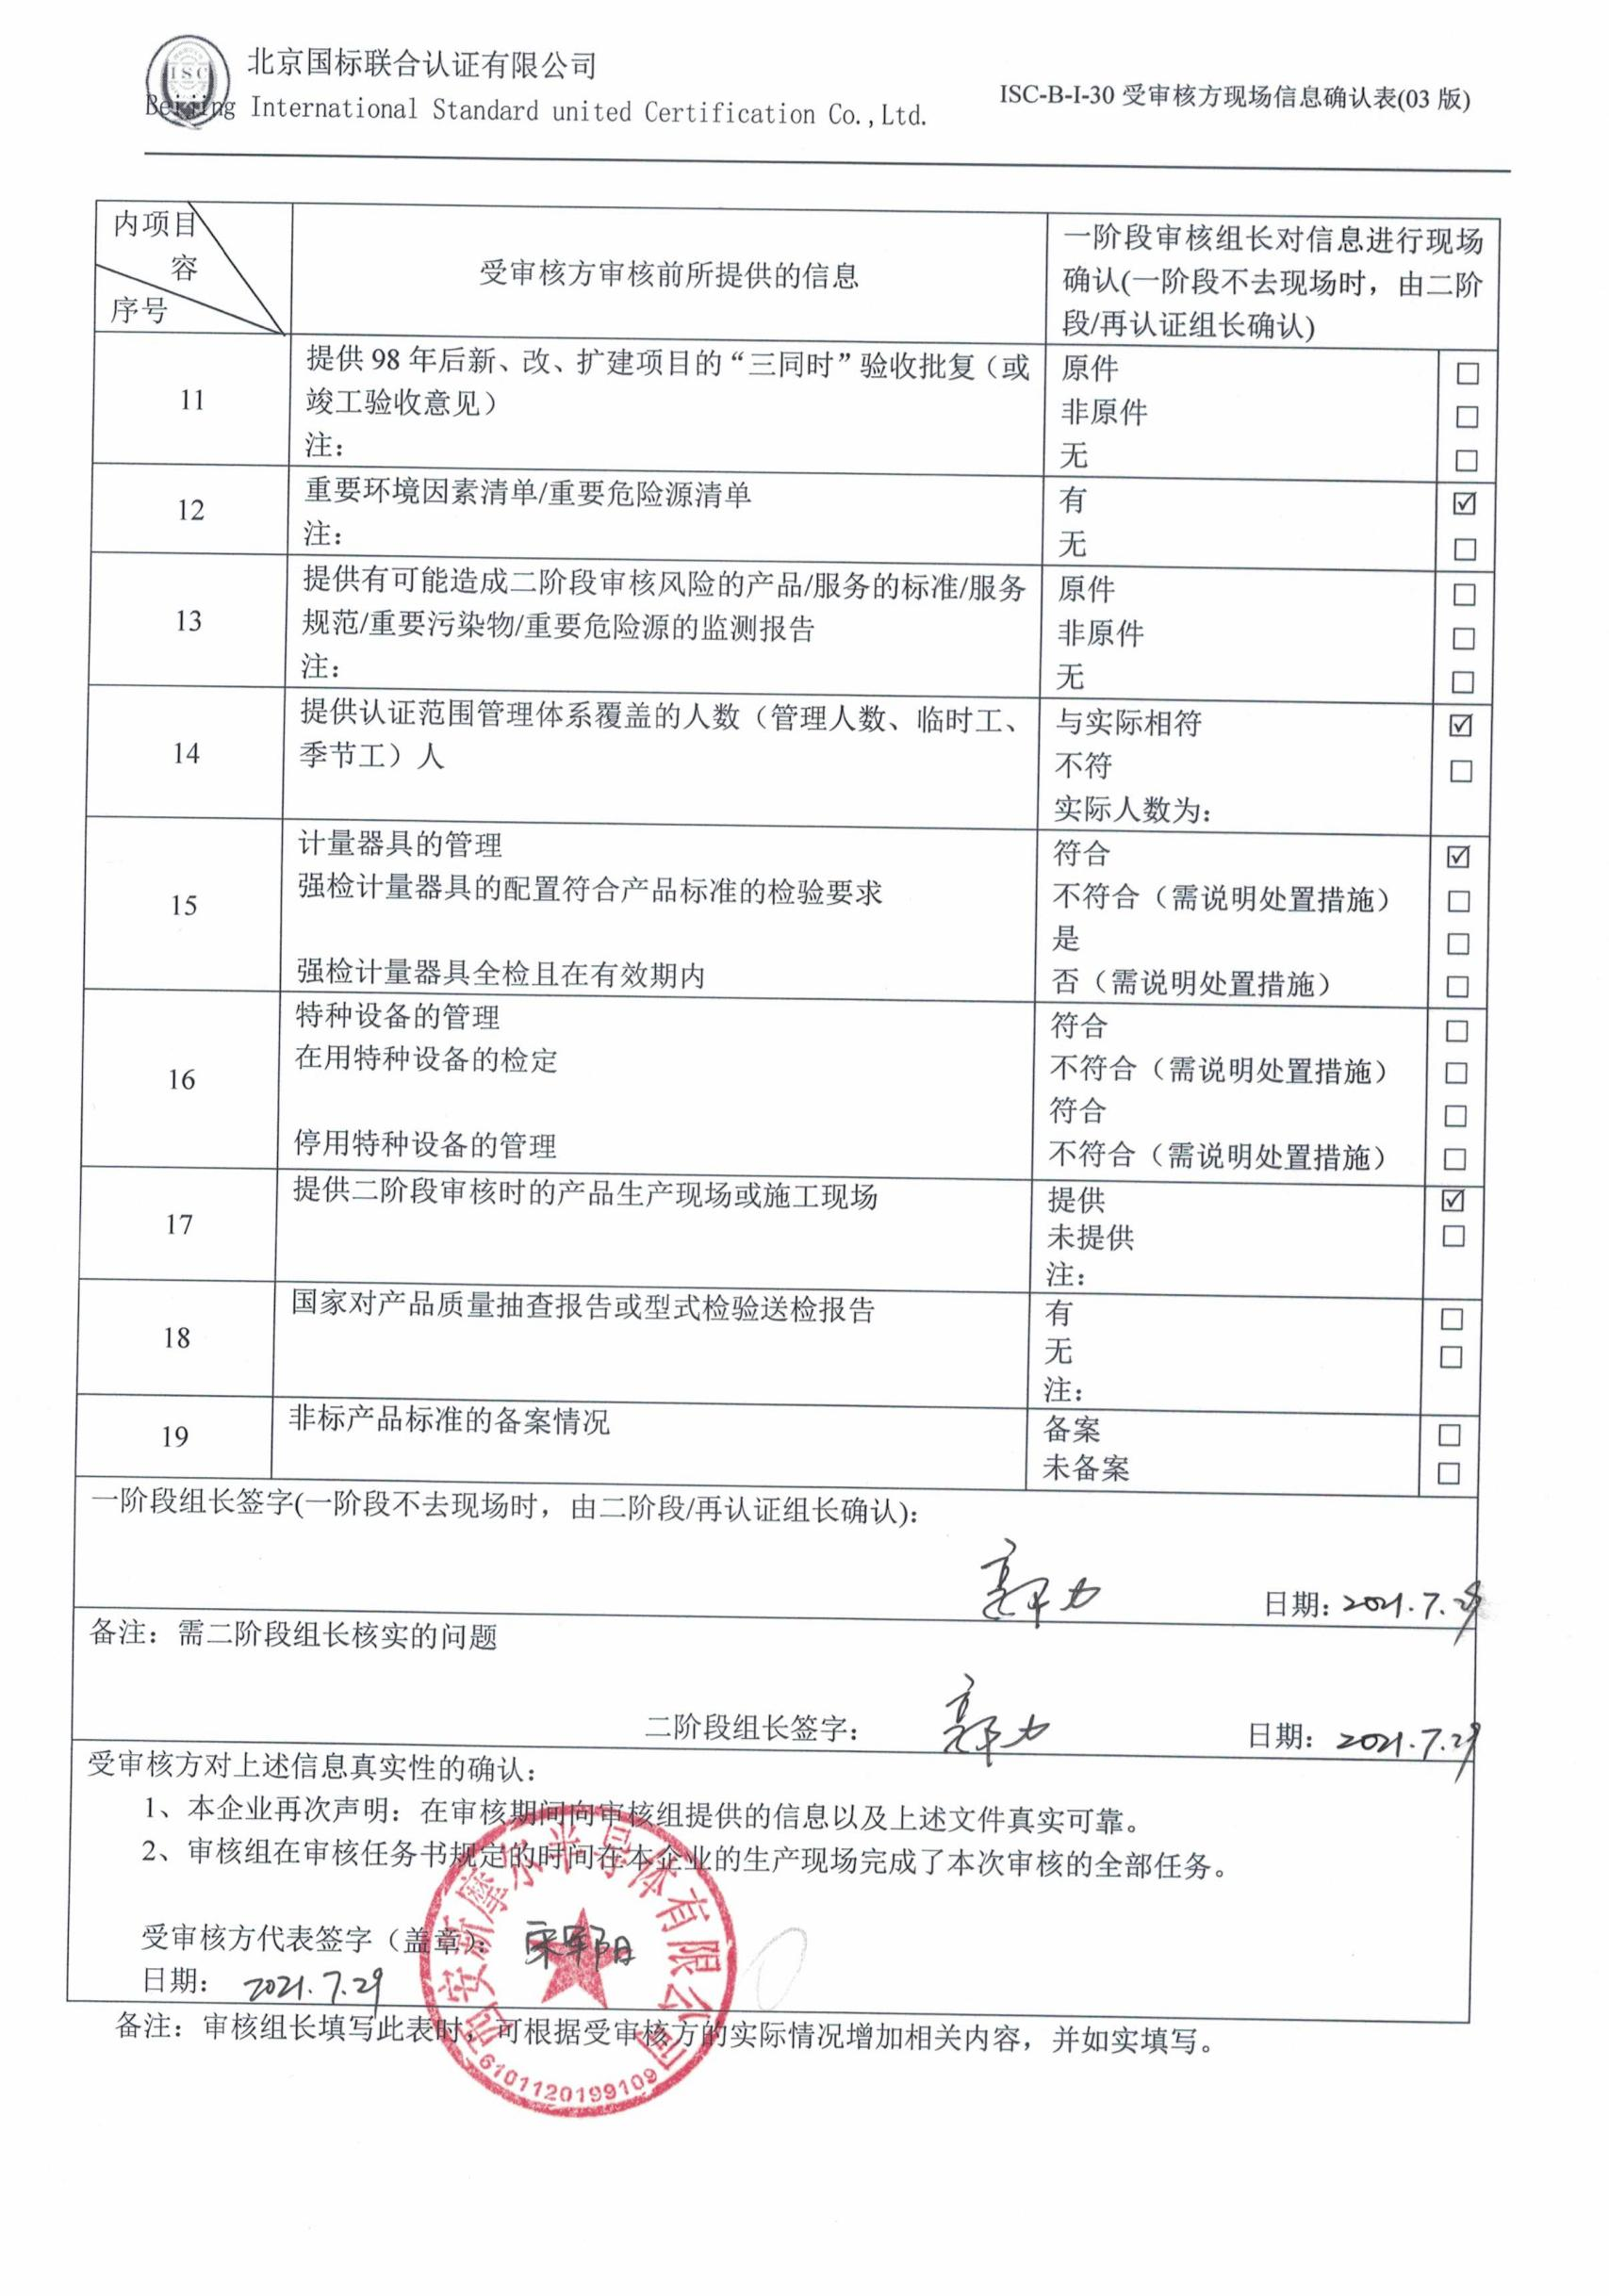 北京国标联合认证有限公司
ISC
Beijing International Standard united Certification Co.,Ltd.
ISC-B-I-30 受审核方现场信息确认表(03 版)
内项目
容
序号
受审核方审核前所提供的信息
一阶段审核组长对信息进行现场
确认(一阶段不去现场时，由二阶
段/再认证组长确认)
11
提供 98 年后新、改、扩建项目的“三同时”验收批复（或
竣工验收意见）
注：
原件 ☐
非原件 ☐
无 ☐
12
重要环境因素清单/重要危险源清单
注：
有 ☑
无 ☐
13
提供有可能造成二阶段审核风险的产品/服务的标准/服务
规范/重要污染物/重要危险源的监测报告
注：
原件 ☐
非原件 ☐
无 ☐
14
提供认证范围管理体系覆盖的人数（管理人数、临时工、
季节工）人
与实际相符 ☑
不符 ☐
实际人数为：
15
计量器具的管理
强检计量器具的配置符合产品标准的检验要求
强检计量器具全检且在有效期内
符合 ☑
不符合（需说明处置措施） ☐
是 ☐
否（需说明处置措施） ☐
16
特种设备的管理
在用特种设备的检定
停用特种设备的管理
符合 ☐
不符合（需说明处置措施） ☐
符合 ☐
不符合（需说明处置措施） ☐
17
提供二阶段审核时的产品生产现场或施工现场
提供 ☑
未提供 ☐
注：
18
国家对产品质量抽查报告或型式检验送检报告
有 ☐
无 ☐
注：
19
非标产品标准的备案情况
备案 ☐
未备案 ☐
一阶段组长签字(一阶段不去现场时，由二阶段/再认证组长确认)：
日期：2021.7.29
备注：需二阶段组长核实的问题
二阶段组长签字： 日期：2021.7.29
受审核方对上述信息真实性的确认：
1、本企业再次声明：在审核期间向审核组提供的信息以及上述文件真实可靠。
2、审核组在审核任务书规定的时间在本企业的生产现场完成了本次审核的全部任务。
受审核方代表签字（盖章）： 宋军阳
日期： 2021.7.29
西安斯摩尔半导体有限公司
6101120199109
备注：审核组长填写此表时，可根据受审核方的实际情况增加相关内容，并如实填写。